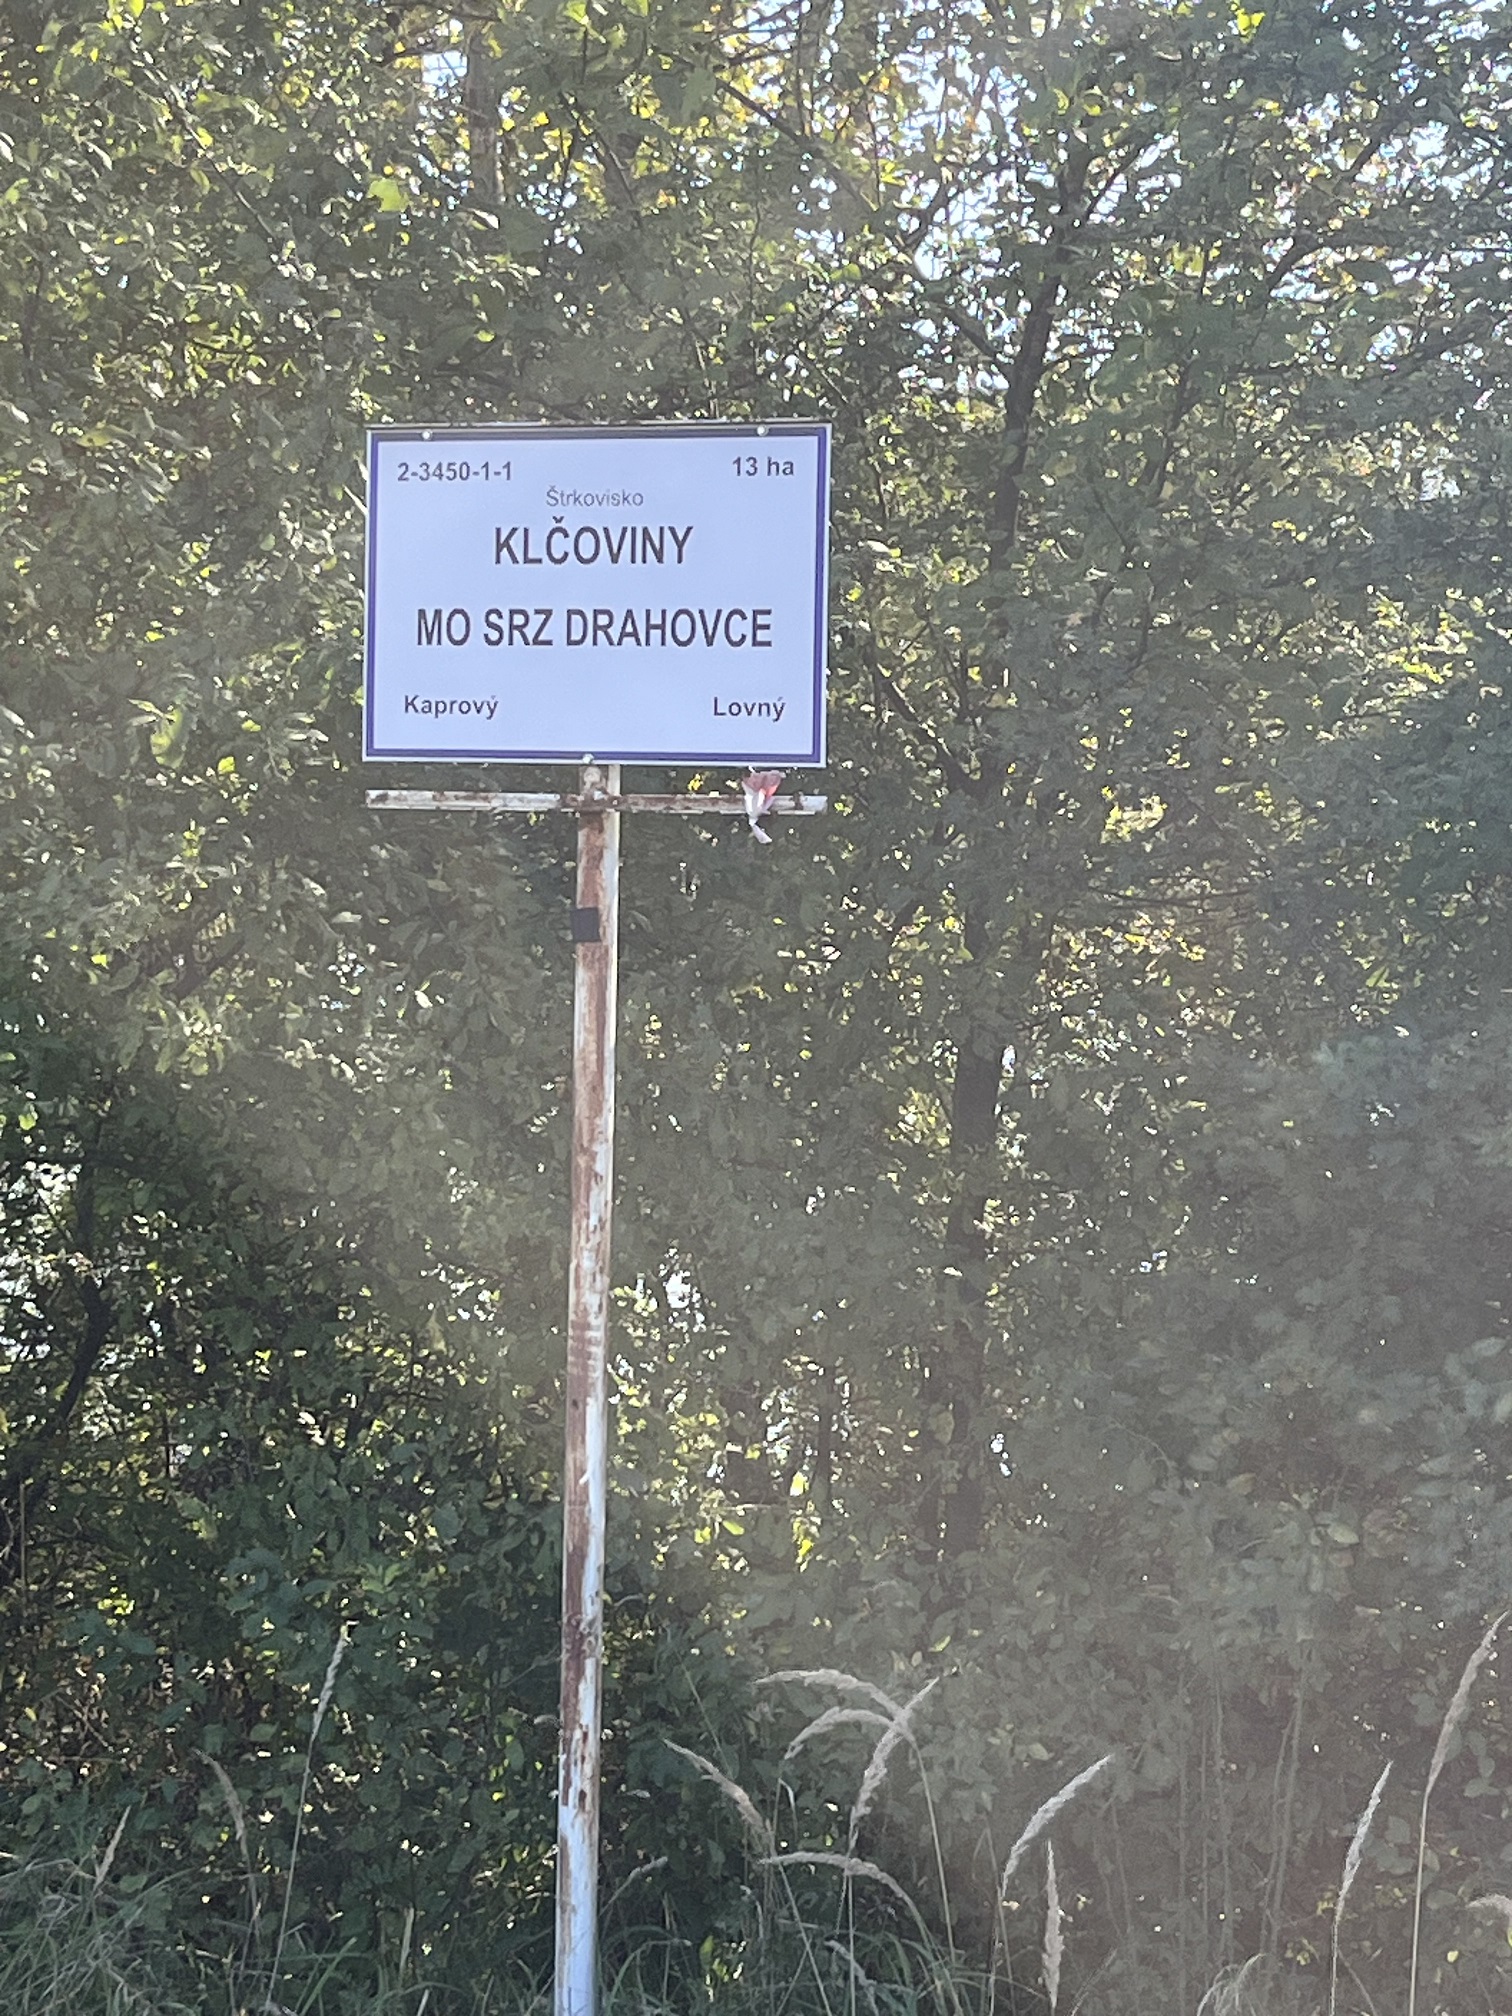 2-3450-1-1 13 ha
Štrkovisko
KLČOVINY
MO SRZ DRAHOVCE
Kaprový Lovný